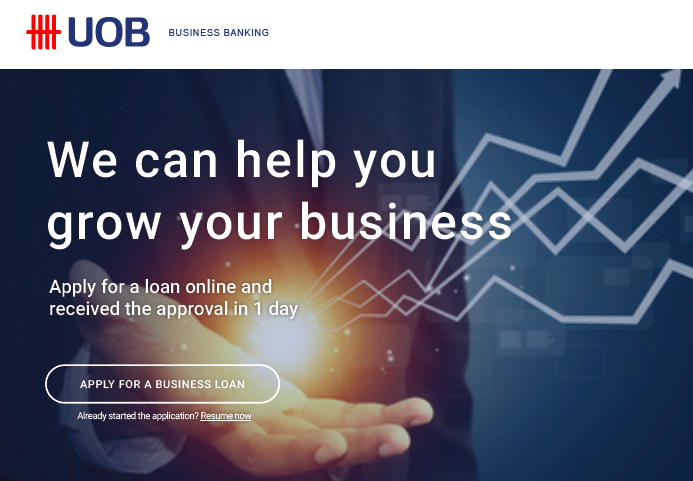 UOB BUSINESS BANKING
We can help you
grow your business
Apply for a loan online and
received the approval in 1 day
APPLY FOR A BUSINESS LOAN
Already started the application? Resume now